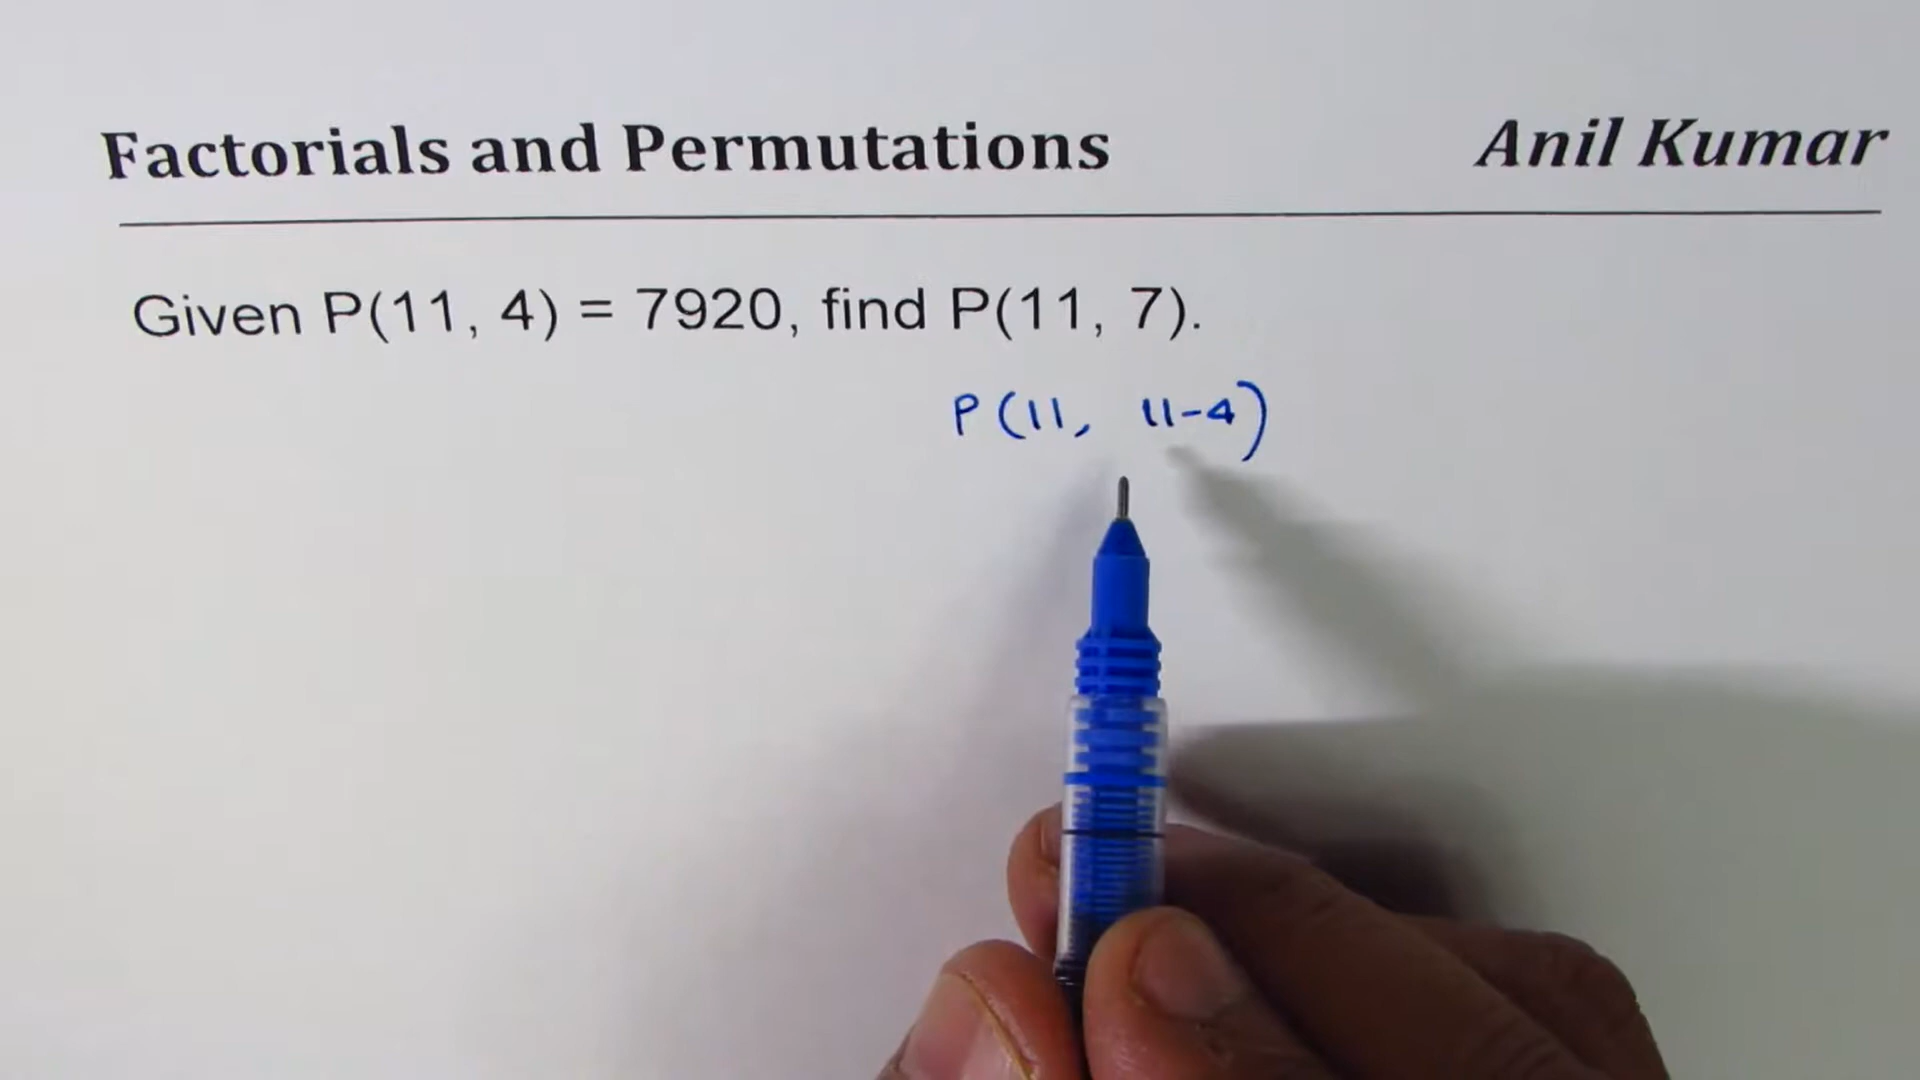 Factorials and Permutations Anil Kumar
Given P(11, 4) = 7920, find P(11, 7).
P(11, 11-4)